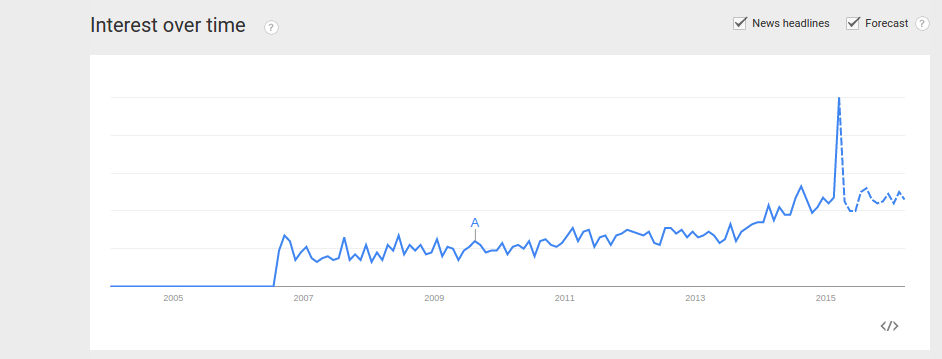 Interest over time ?
News headlines Forecast ?
A
2005 2007 2009 2011 2013 2015
</>